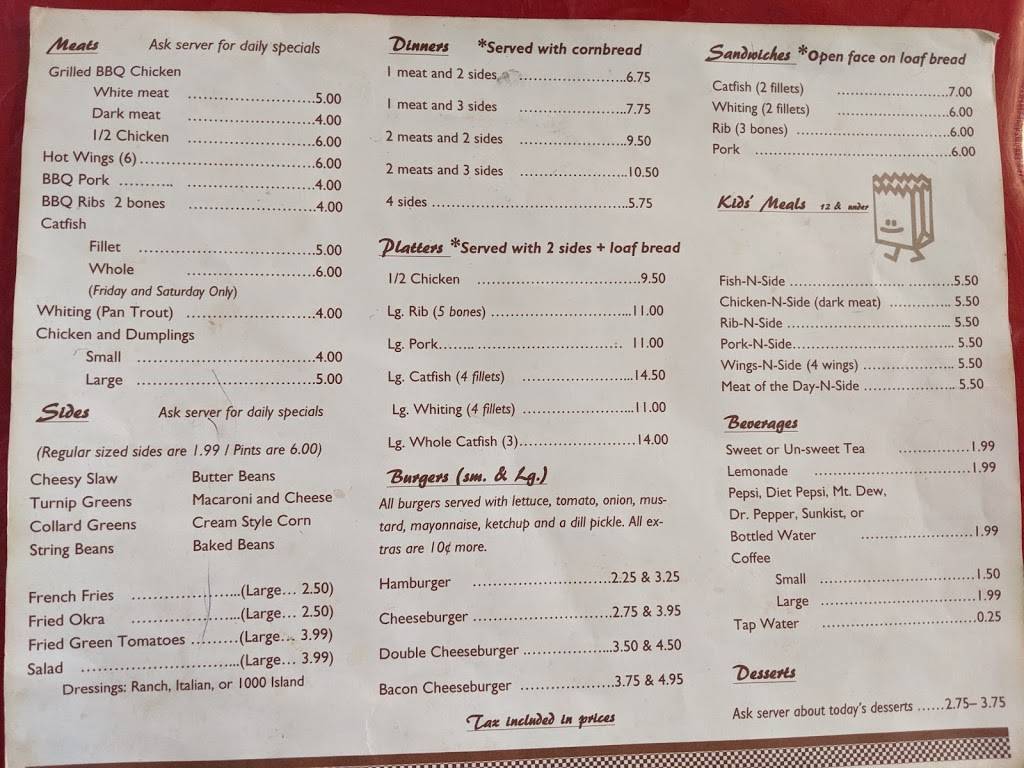 Meats Ask server for daily specials
Grilled BBQ Chicken
White meat ..........................5.00
Dark meat ..........................4.00
1/2 Chicken ..........................6.00
Hot Wings (6)....................................6.00
BBQ Pork ........... ..........................4.00
BBQ Ribs 2 bones ..........................4.00
Catfish
Fillet ....................................5.00
Whole ..........................6.00
(Friday and Saturday Only)
Whiting (Pan Trout) ..........................4.00
Chicken and Dumplings
Small ....................................4.00
Large ....................................5.00
Sides Ask server for daily specials
(Regular sized sides are 1.99 / Pints are 6.00)
Cheesy Slaw Butter Beans
Turnip Greens Macaroni and Cheese
Collard Greens Cream Style Corn
String Beans Baked Beans
French Fries ......................(Large... 2.50)
Fried Okra ......................(Large... 2.50)
Fried Green Tomatoes .........(Large... 3.99)
Salad ................................(Large... 3.99)
Dressings: Ranch, Italian, or 1000 Island
Dinners *Served with cornbread
1 meat and 2 sides ......................6.75
1 meat and 3 sides ......................7.75
2 meats and 2 sides ......................9.50
2 meats and 3 sides ......................10.50
4 sides ........................................5.75
Platters *Served with 2 sides + loaf bread
1/2 Chicken .................................9.50
Lg. Rib (5 bones) ..............................11.00
Lg. Pork....... .............................. 11.00
Lg. Catfish (4 fillets) .......................14.50
Lg. Whiting (4 fillets) .......................11.00
Lg. Whole Catfish (3)........................14.00
Burgers (sm. & Lg.)
All burgers served with lettuce, tomato, onion, mus-
tard, mayonnaise, ketchup and a dill pickle. All ex-
tras are 10¢ more.
Hamburger ............................2.25 & 3.25
Cheeseburger ............................2.75 & 3.95
Double Cheeseburger ..................3.50 & 4.50
Bacon Cheeseburger ...................3.75 & 4.95
Tax included in prices
Sandwiches *Open face on loaf bread
Catfish (2 fillets) .......................7.00
Whiting (2 fillets) .......................6.00
Rib (3 bones) ................................6.00
Pork ........................................6.00
Kids' Meals 12 & under
Fish-N-Side ....................... .........5.50
Chicken-N-Side (dark meat) ............. 5.50
Rib-N-Side .................................. 5.50
Pork-N-Side.................................. 5.50
Wings-N-Side (4 wings) ................... 5.50
Meat of the Day-N-Side ................... 5.50
Beverages
Sweet or Un-sweet Tea ...............1.99
Lemonade ................................1.99
Pepsi, Diet Pepsi, Mt. Dew,
Dr. Pepper, Sunkist, or
Bottled Water .......................1.99
Coffee
Small ................................1.50
Large ................................1.99
Tap Water ................................0.25
Desserts
Ask server about today's desserts ......2.75– 3.75